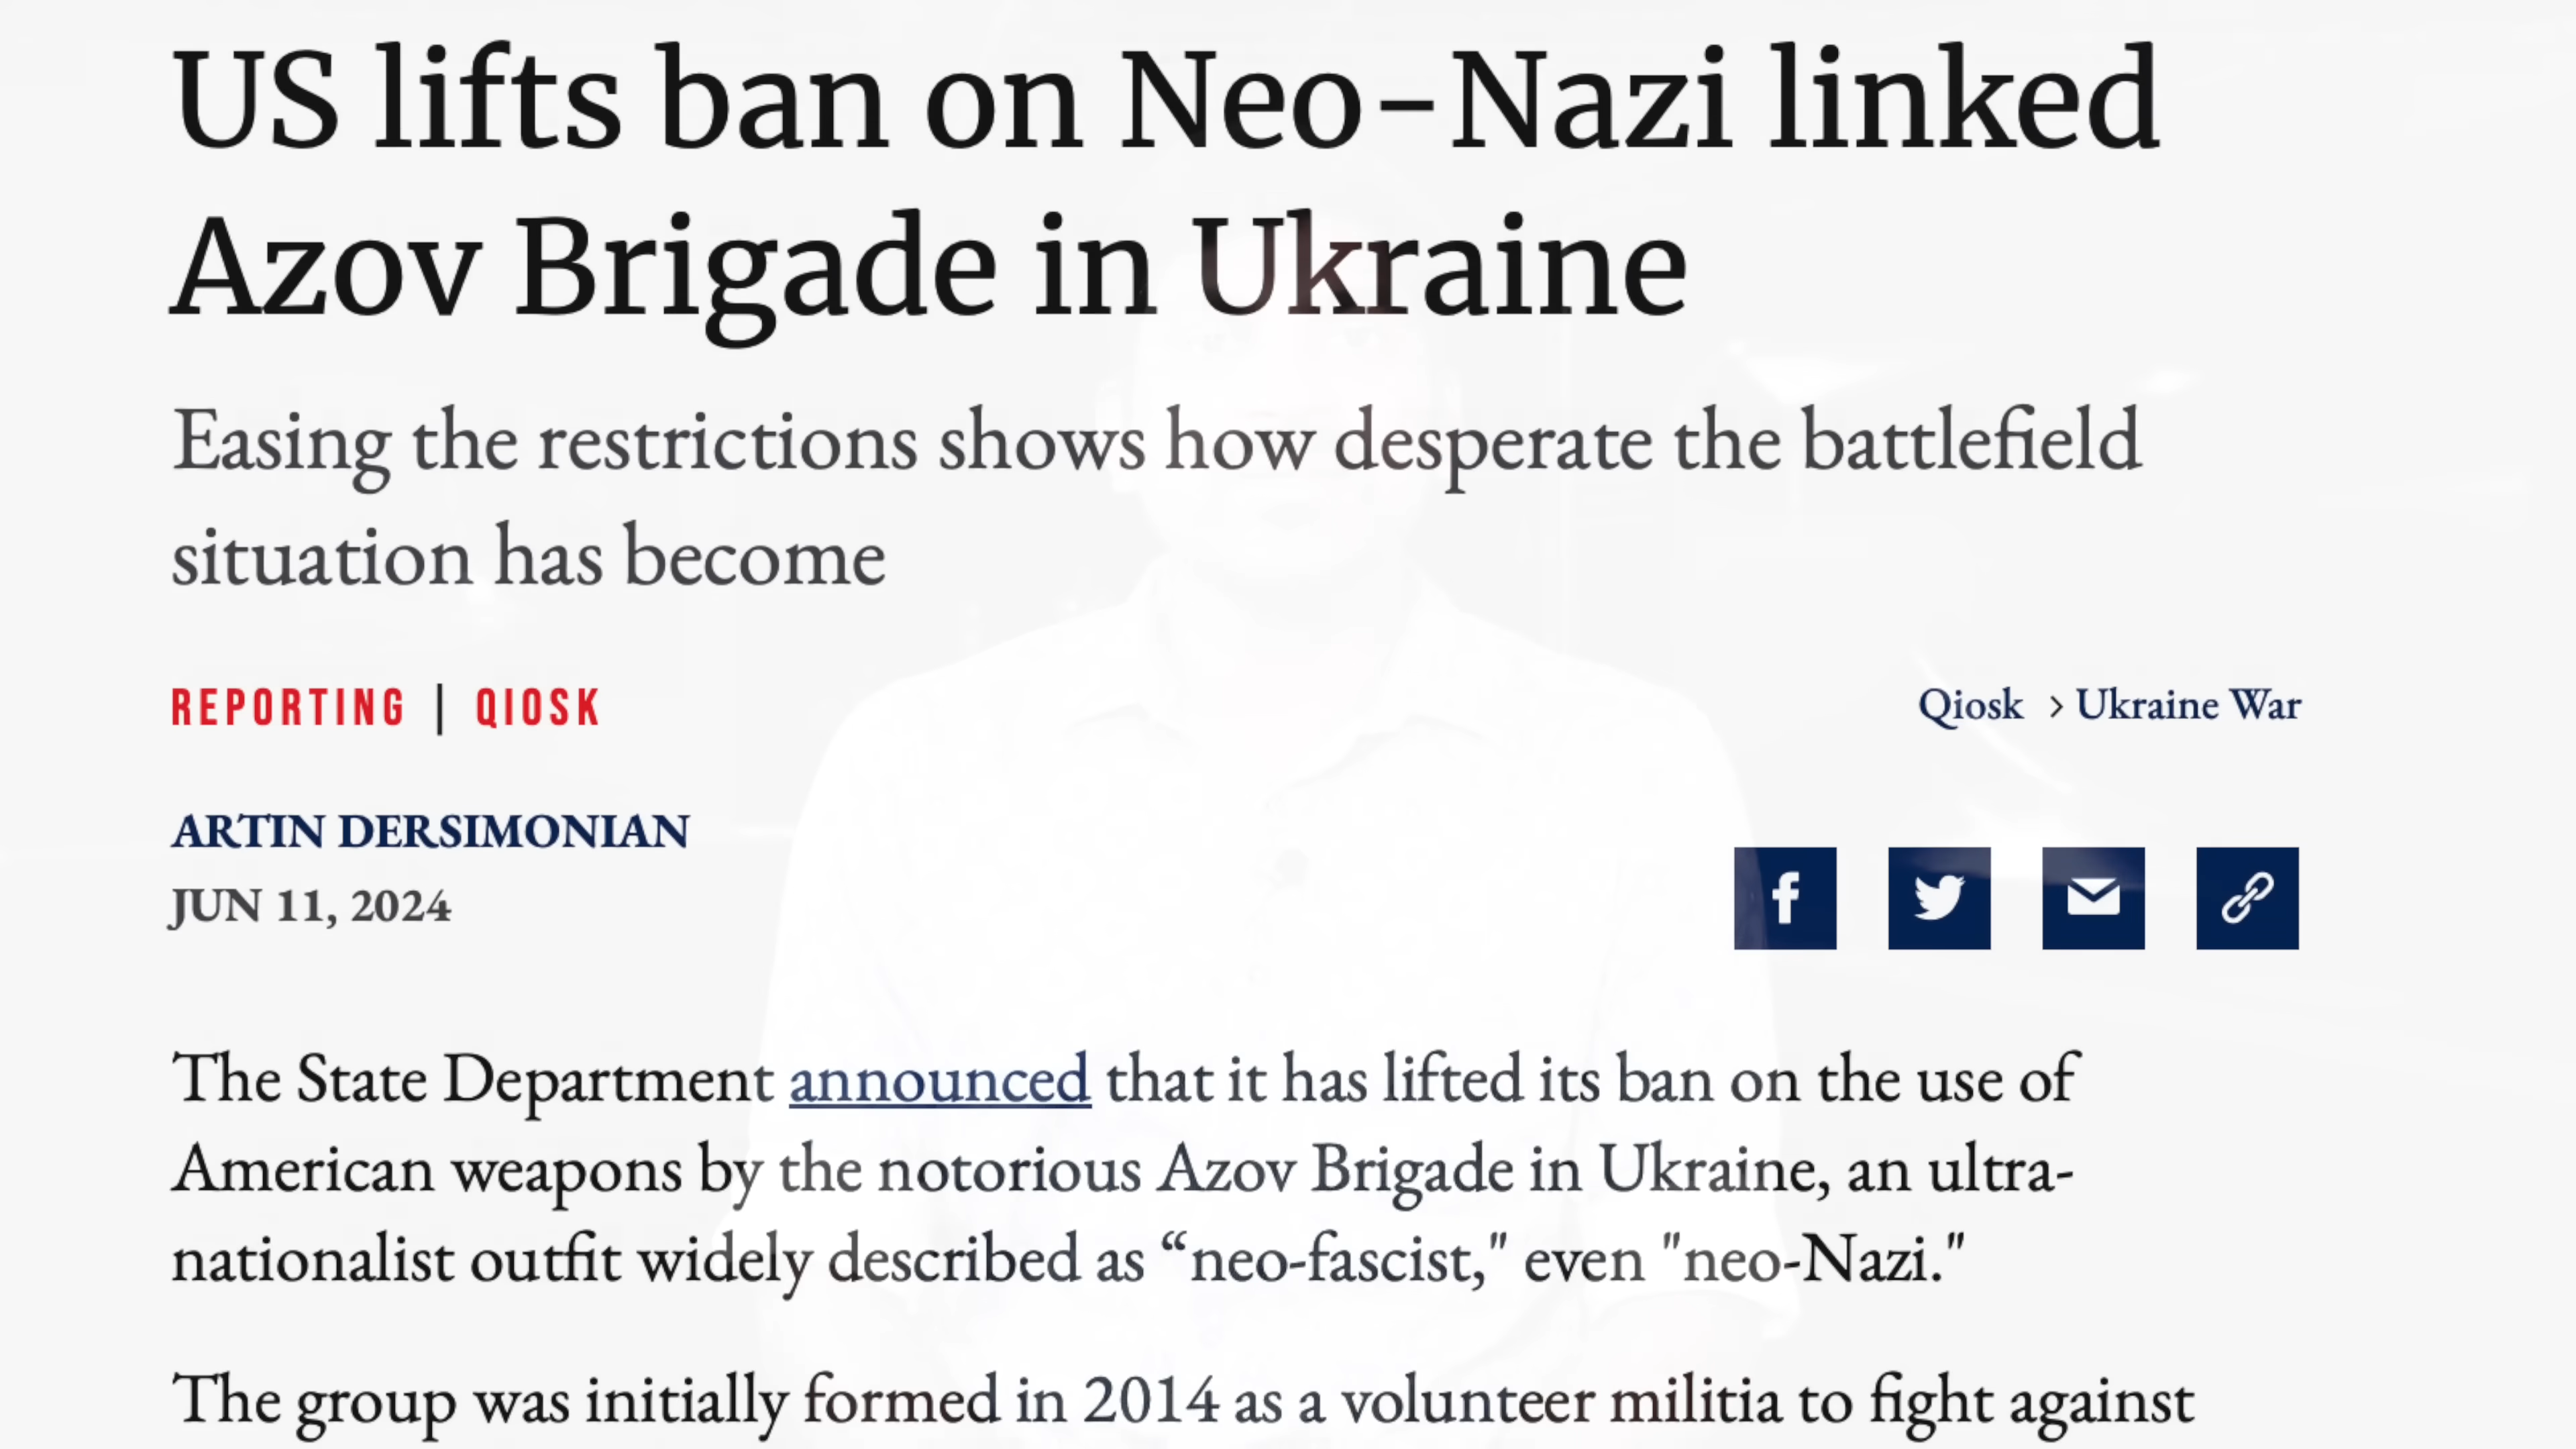 US lifts ban on Neo-Nazi linked
Azov Brigade in Ukraine
Easing the restrictions shows how desperate the battlefield
situation has become
REPORTING | QIOSK
Qiosk > Ukraine War
ARTIN DERSIMONIAN
JUN 11, 2024
The State Department announced that it has lifted its ban on the use of
American weapons by the notorious Azov Brigade in Ukraine, an ultra-
nationalist outfit widely described as “neo-fascist," even "neo-Nazi."
The group was initially formed in 2014 as a volunteer militia to fight against